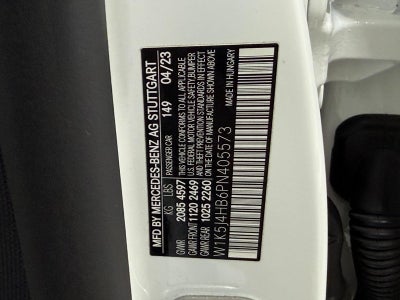 MFD BY MERCEDES-BENZ AG STUTTGART
PASSENGER CAR 149 04/23
KG LBS
GVWR 2085 4597
GAWR FRONT 1120 2469
GAWR REAR 1025 2260
THIS VEHICLE CONFORMS TO ALL APPLICABLE
U.S. FEDERAL MOTOR VEHICLE SAFETY, BUMPER,
AND THEFT PREVENTION STANDARDS IN EFFECT
ON THE DATE OF MANUFACTURE SHOWN ABOVE.
MADE IN HUNGARY
W1K5J4HB6PN405573